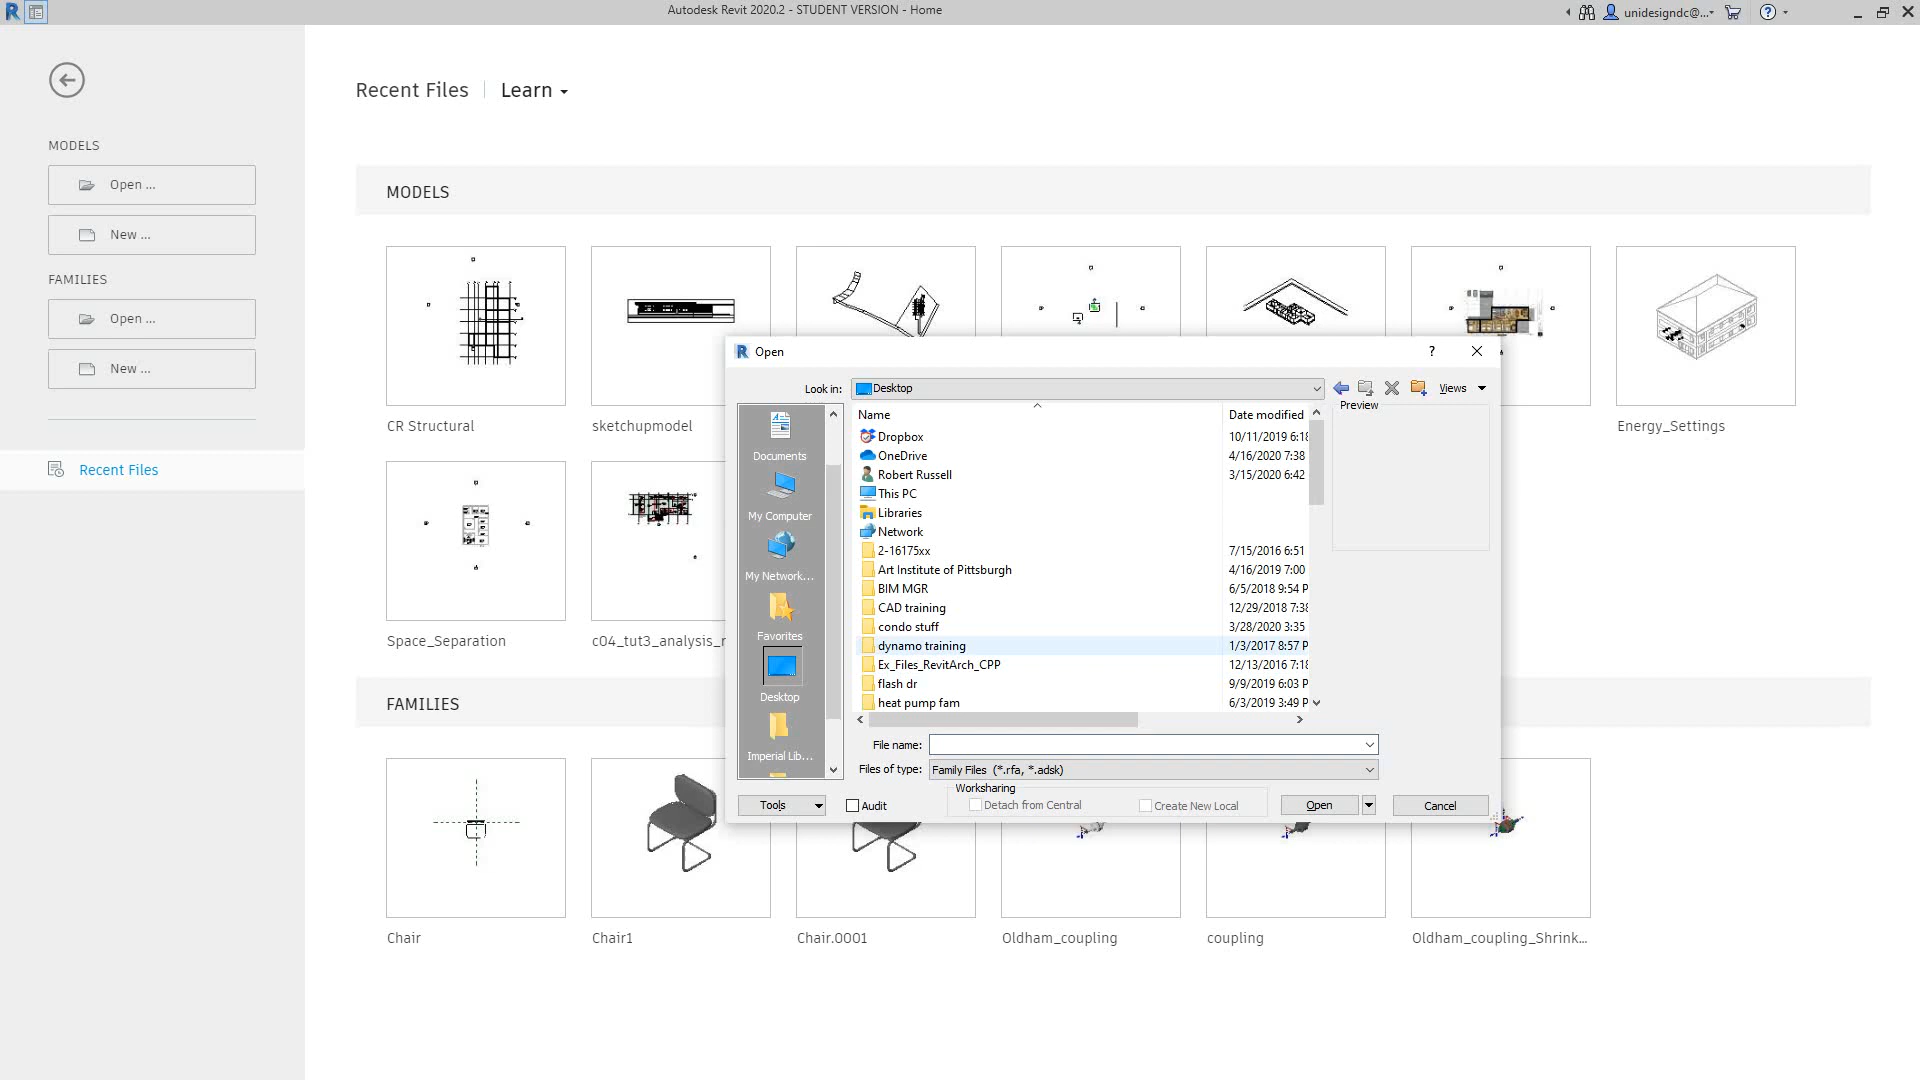 Autodesk Revit 2020.2 - STUDENT VERSION - Home
unidesigndc@...
Recent Files
Learn
MODELS
Open ...
New ...
FAMILIES
Open ...
New ...
Recent Files
MODELS
CR Structural
sketchupmodel
Energy_Settings
Space_Separation
c04_tut3_analysis_r
FAMILIES
Chair
Chair1
Chair.0001
Oldham_coupling
coupling
Oldham_coupling_Shrink...
Open
?
Look in:
Desktop
Views
Preview
Documents
My Computer
My Network...
Favorites
Desktop
Imperial Lib...
Name Date modified
Dropbox 10/11/2019 6:18
OneDrive 4/16/2020 7:38
Robert Russell 3/15/2020 6:42
This PC
Libraries
Network
2-16175xx 7/15/2016 6:51
Art Institute of Pittsburgh 4/16/2019 7:00
BIM MGR 6/5/2018 9:54 P
CAD training 12/29/2018 7:38
condo stuff 3/28/2020 3:35
dynamo training 1/3/2017 8:57 P
Ex_Files_RevitArch_CPP 12/13/2016 7:18
flash dr 9/9/2019 6:03 P
heat pump fam 6/3/2019 3:49 P
File name:
Files of type: Family Files (*.rfa, *.adsk)
Worksharing
Tools
Audit
Detach from Central
Create New Local
Open
Cancel